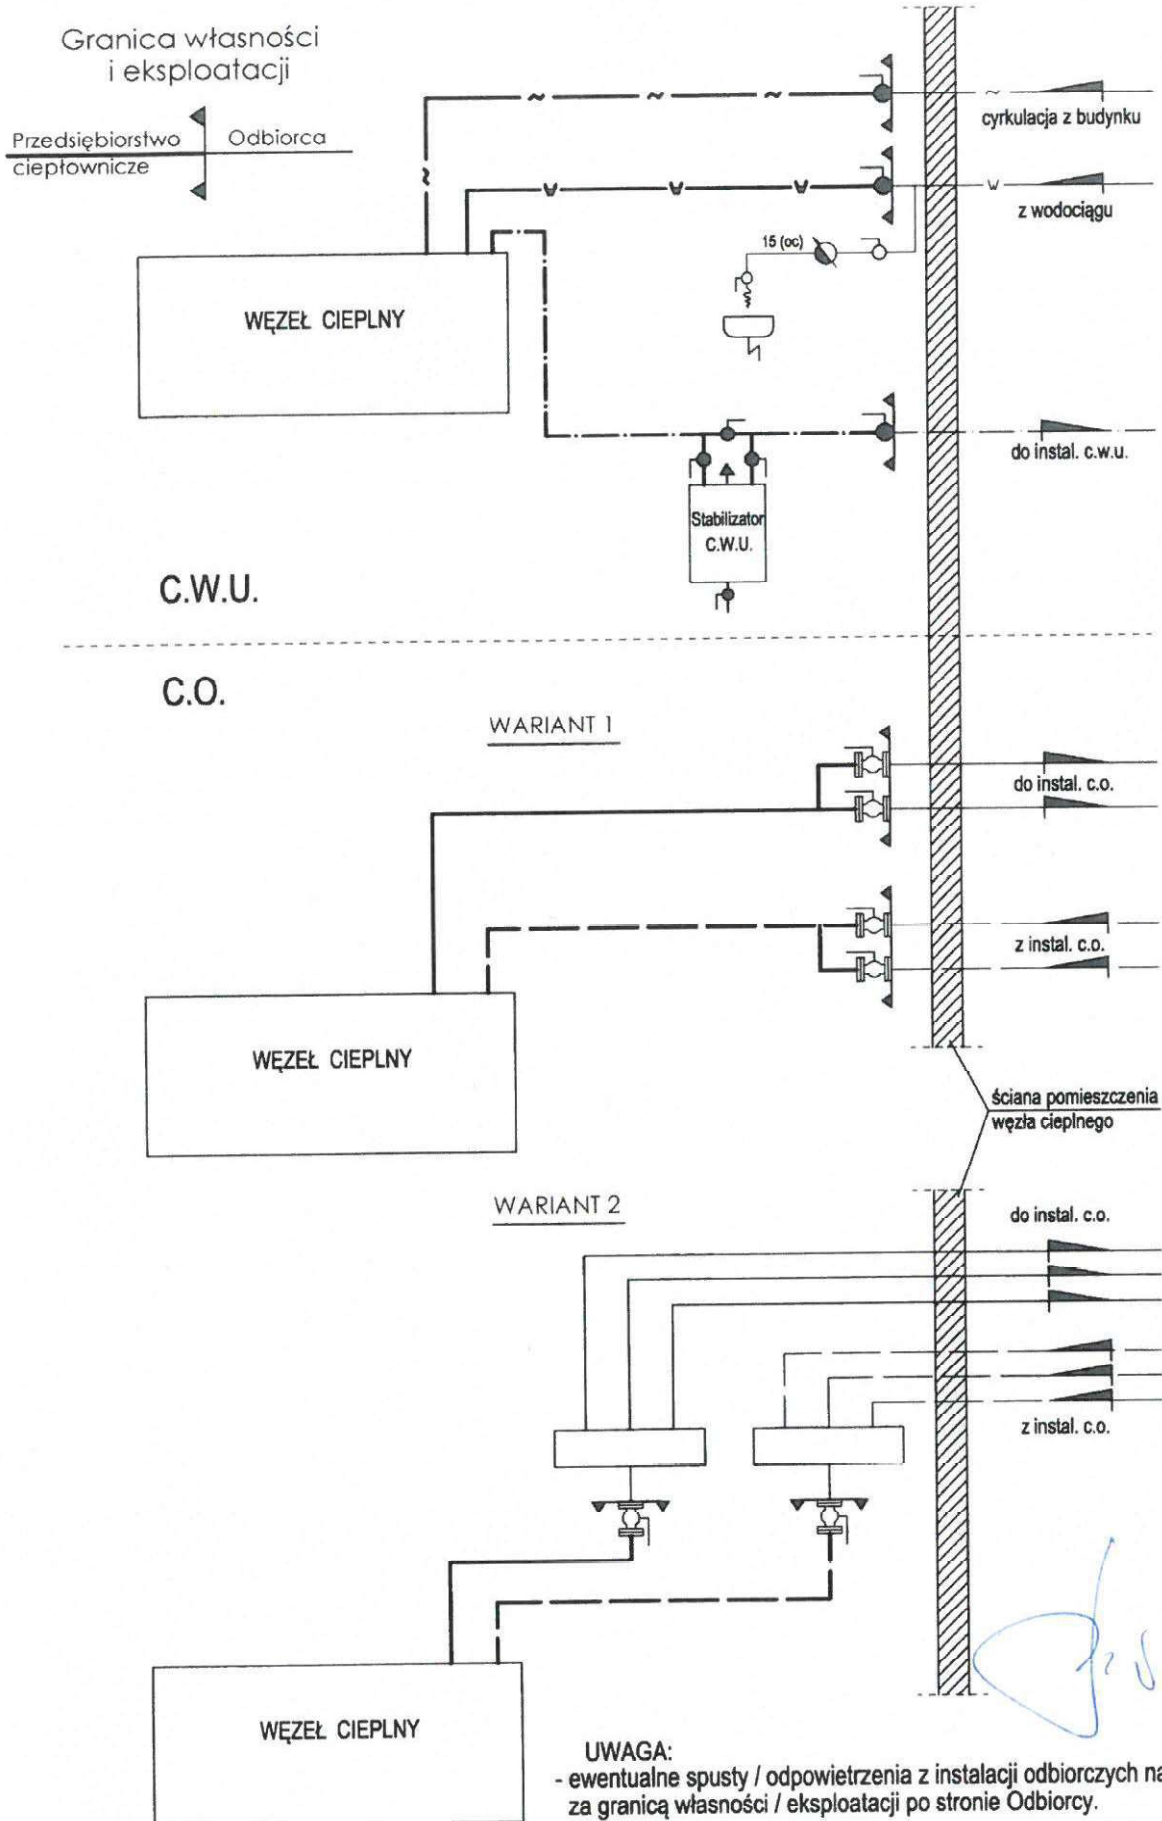 Granica własności
i eksploatacji
Przedsiębiorstwo
ciepłownicze
Odbiorca
cyrkulacja z budynku
z wodociągu
15 (oc)
WĘZEŁ CIEPLNY
do instal. c.w.u.
Stabilizator
C.W.U.
C.W.U.
C.O.
WARIANT 1
do instal. c.o.
z instal. c.o.
WĘZEŁ CIEPLNY
ściana pomieszczenia
węzła cieplnego
WARIANT 2
do instal. c.o.
z instal. c.o.
WĘZEŁ CIEPLNY
UWAGA:
- ewentualne spusty / odpowietrzenia z instalacji odbiorczych na
za granicą własności / eksploatacji po stronie Odbiorcy.